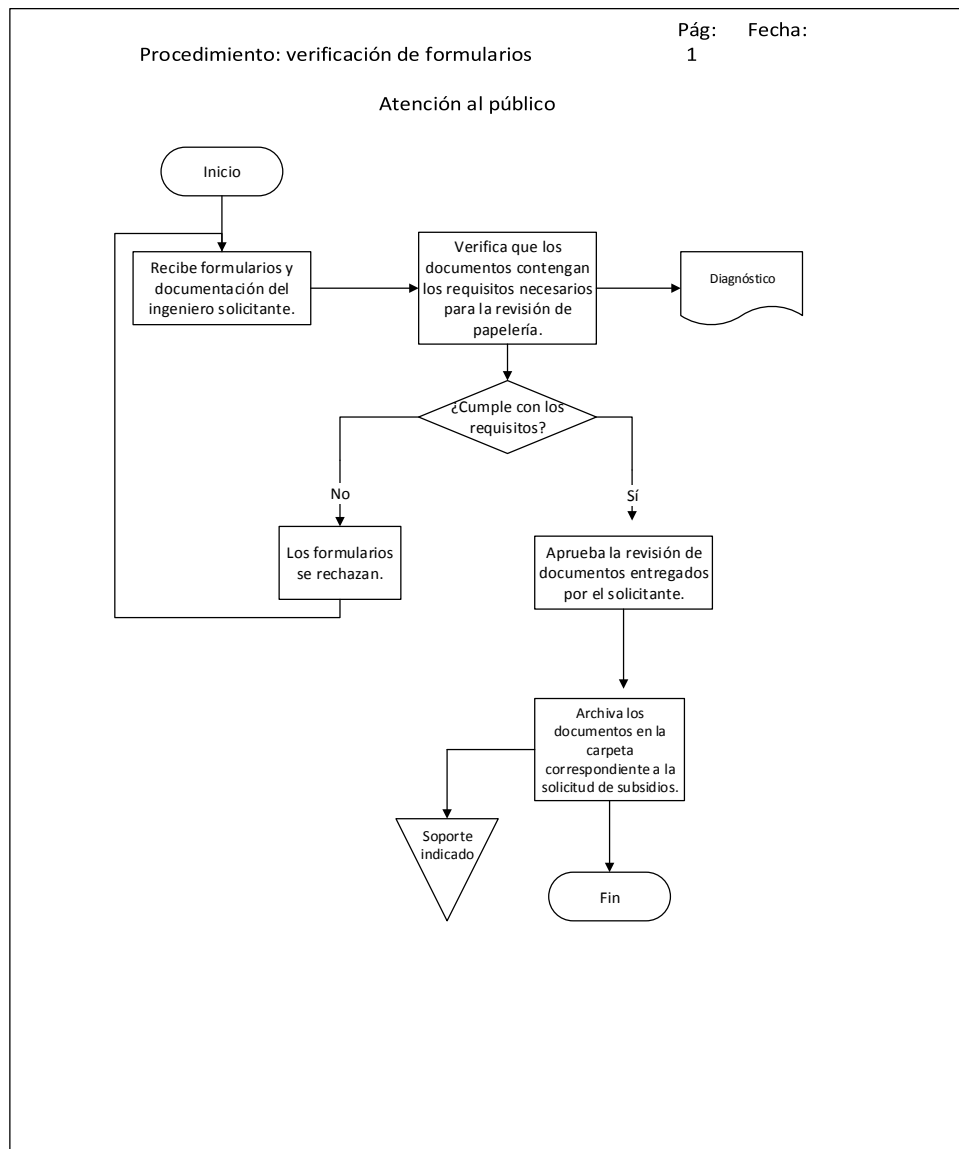 Pág: Fecha:
Procedimiento: verificación de formularios 1
Atención al público
Inicio
Recibe formularios y
documentación del
ingeniero solicitante.
Verifica que los
documentos contengan
los requisitos necesarios
para la revisión de
papelería.
Diagnóstico
¿Cumple con los
requisitos?
No
Sí
Los formularios
se rechazan.
Aprueba la revisión de
documentos entregados
por el solicitante.
Archiva los
documentos en la
carpeta
correspondiente a la
solicitud de subsidios.
Soporte
indicado
Fin